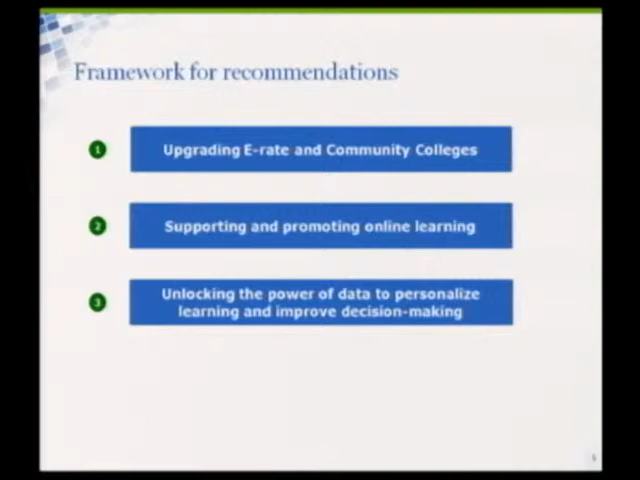 Framework for recommendations
1
Upgrading E-rate and Community Colleges
2
Supporting and promoting online learning
3
Unlocking the power of data to personalize
learning and improve decision-making